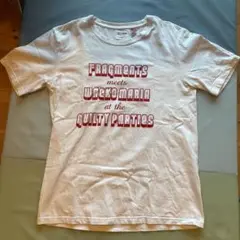 FRAGMENTS
meets
WACKO MARIA
at the
GUILTY PARTIES